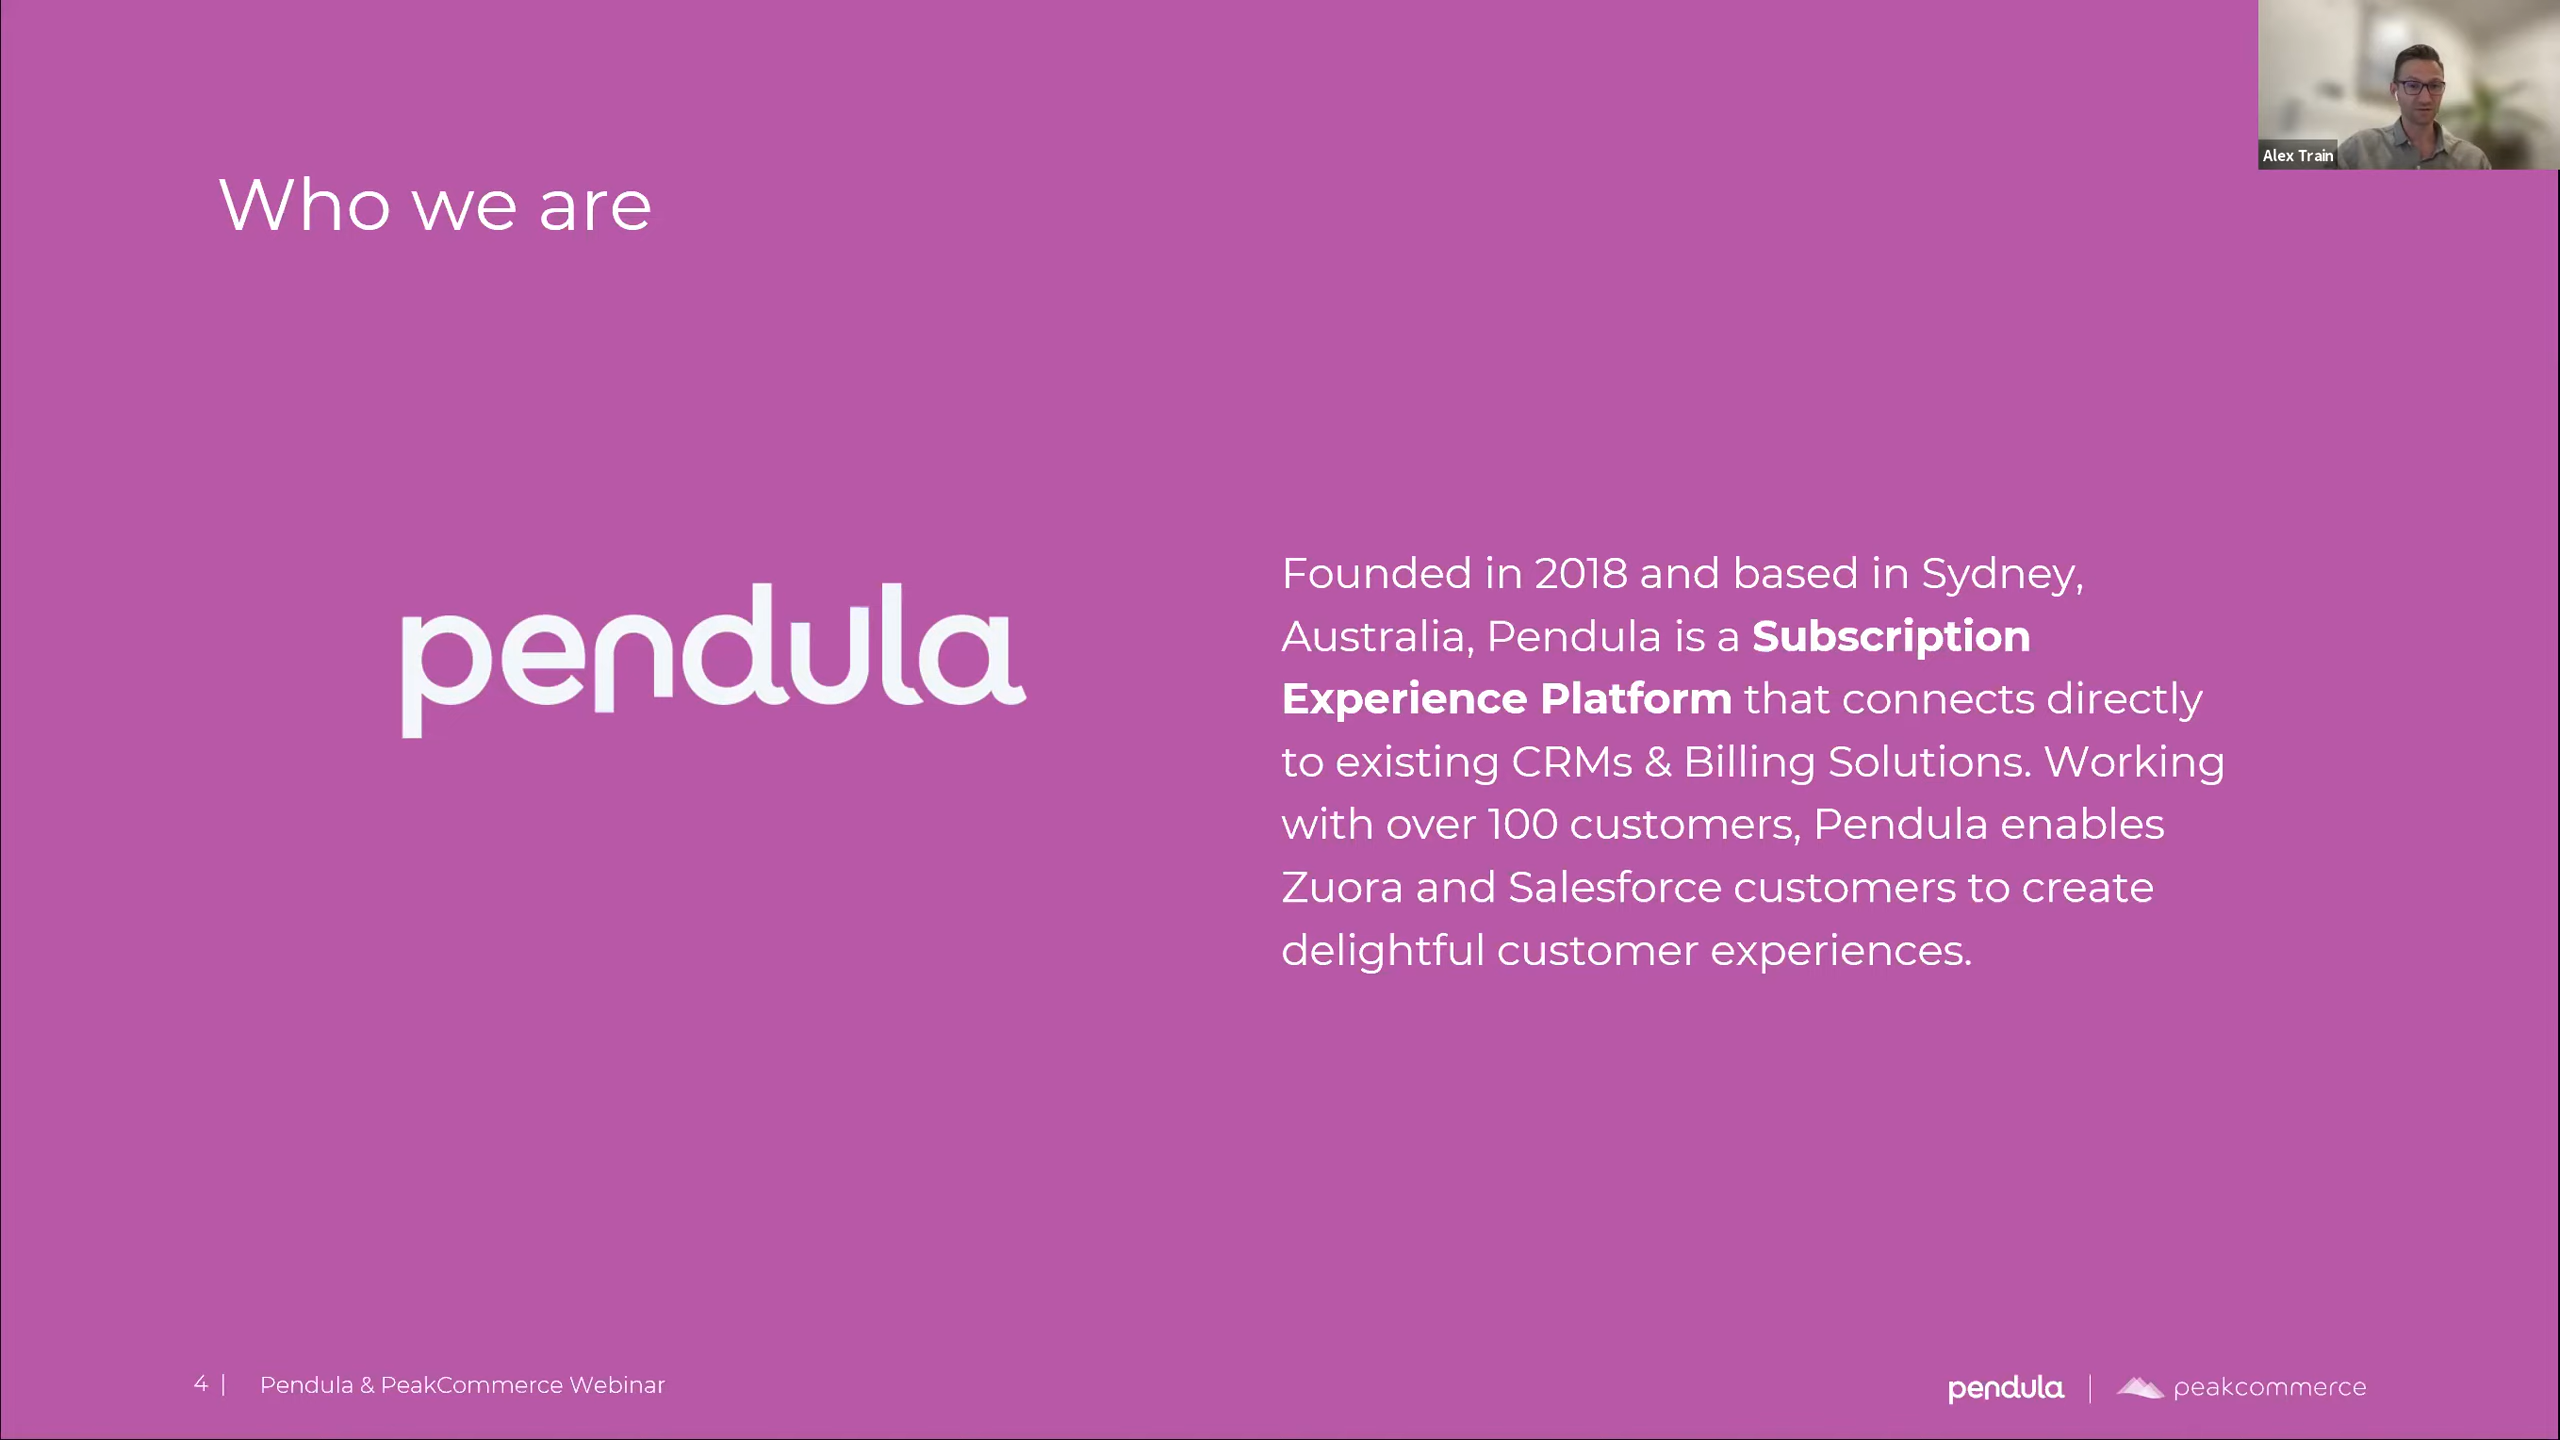 Alex Train
Who we are
pendula
Founded in 2018 and based in Sydney,
Australia, Pendula is a Subscription
Experience Platform that connects directly
to existing CRMs & Billing Solutions. Working
with over 100 customers, Pendula enables
Zuora and Salesforce customers to create
delightful customer experiences.
4 | Pendula & PeakCommerce Webinar
pendula | peakcommerce